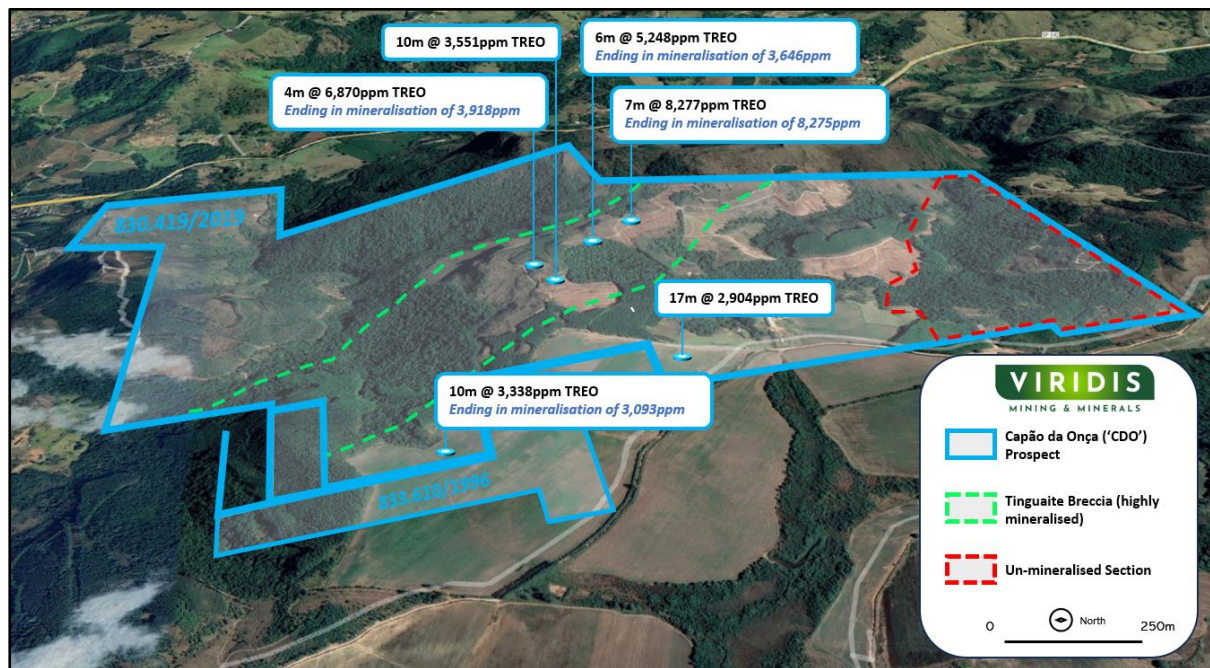 10m @ 3,551ppm TREO
6m @ 5,248ppm TREO
Ending in mineralisation of 3,646ppm
4m @ 6,870ppm TREO
Ending in mineralisation of 3,918ppm
7m @ 8,277ppm TREO
Ending in mineralisation of 8,275ppm
830.419/2019
17m @ 2,904ppm TREO
10m @ 3,338ppm TREO
Ending in mineralisation of 3,093ppm
833.610/1996
VIRIDIS
MINING & MINERALS
Capão da Onça ('CDO')
Prospect
Tinguaite Breccia (highly
mineralised)
Un-mineralised Section
0
North
250m